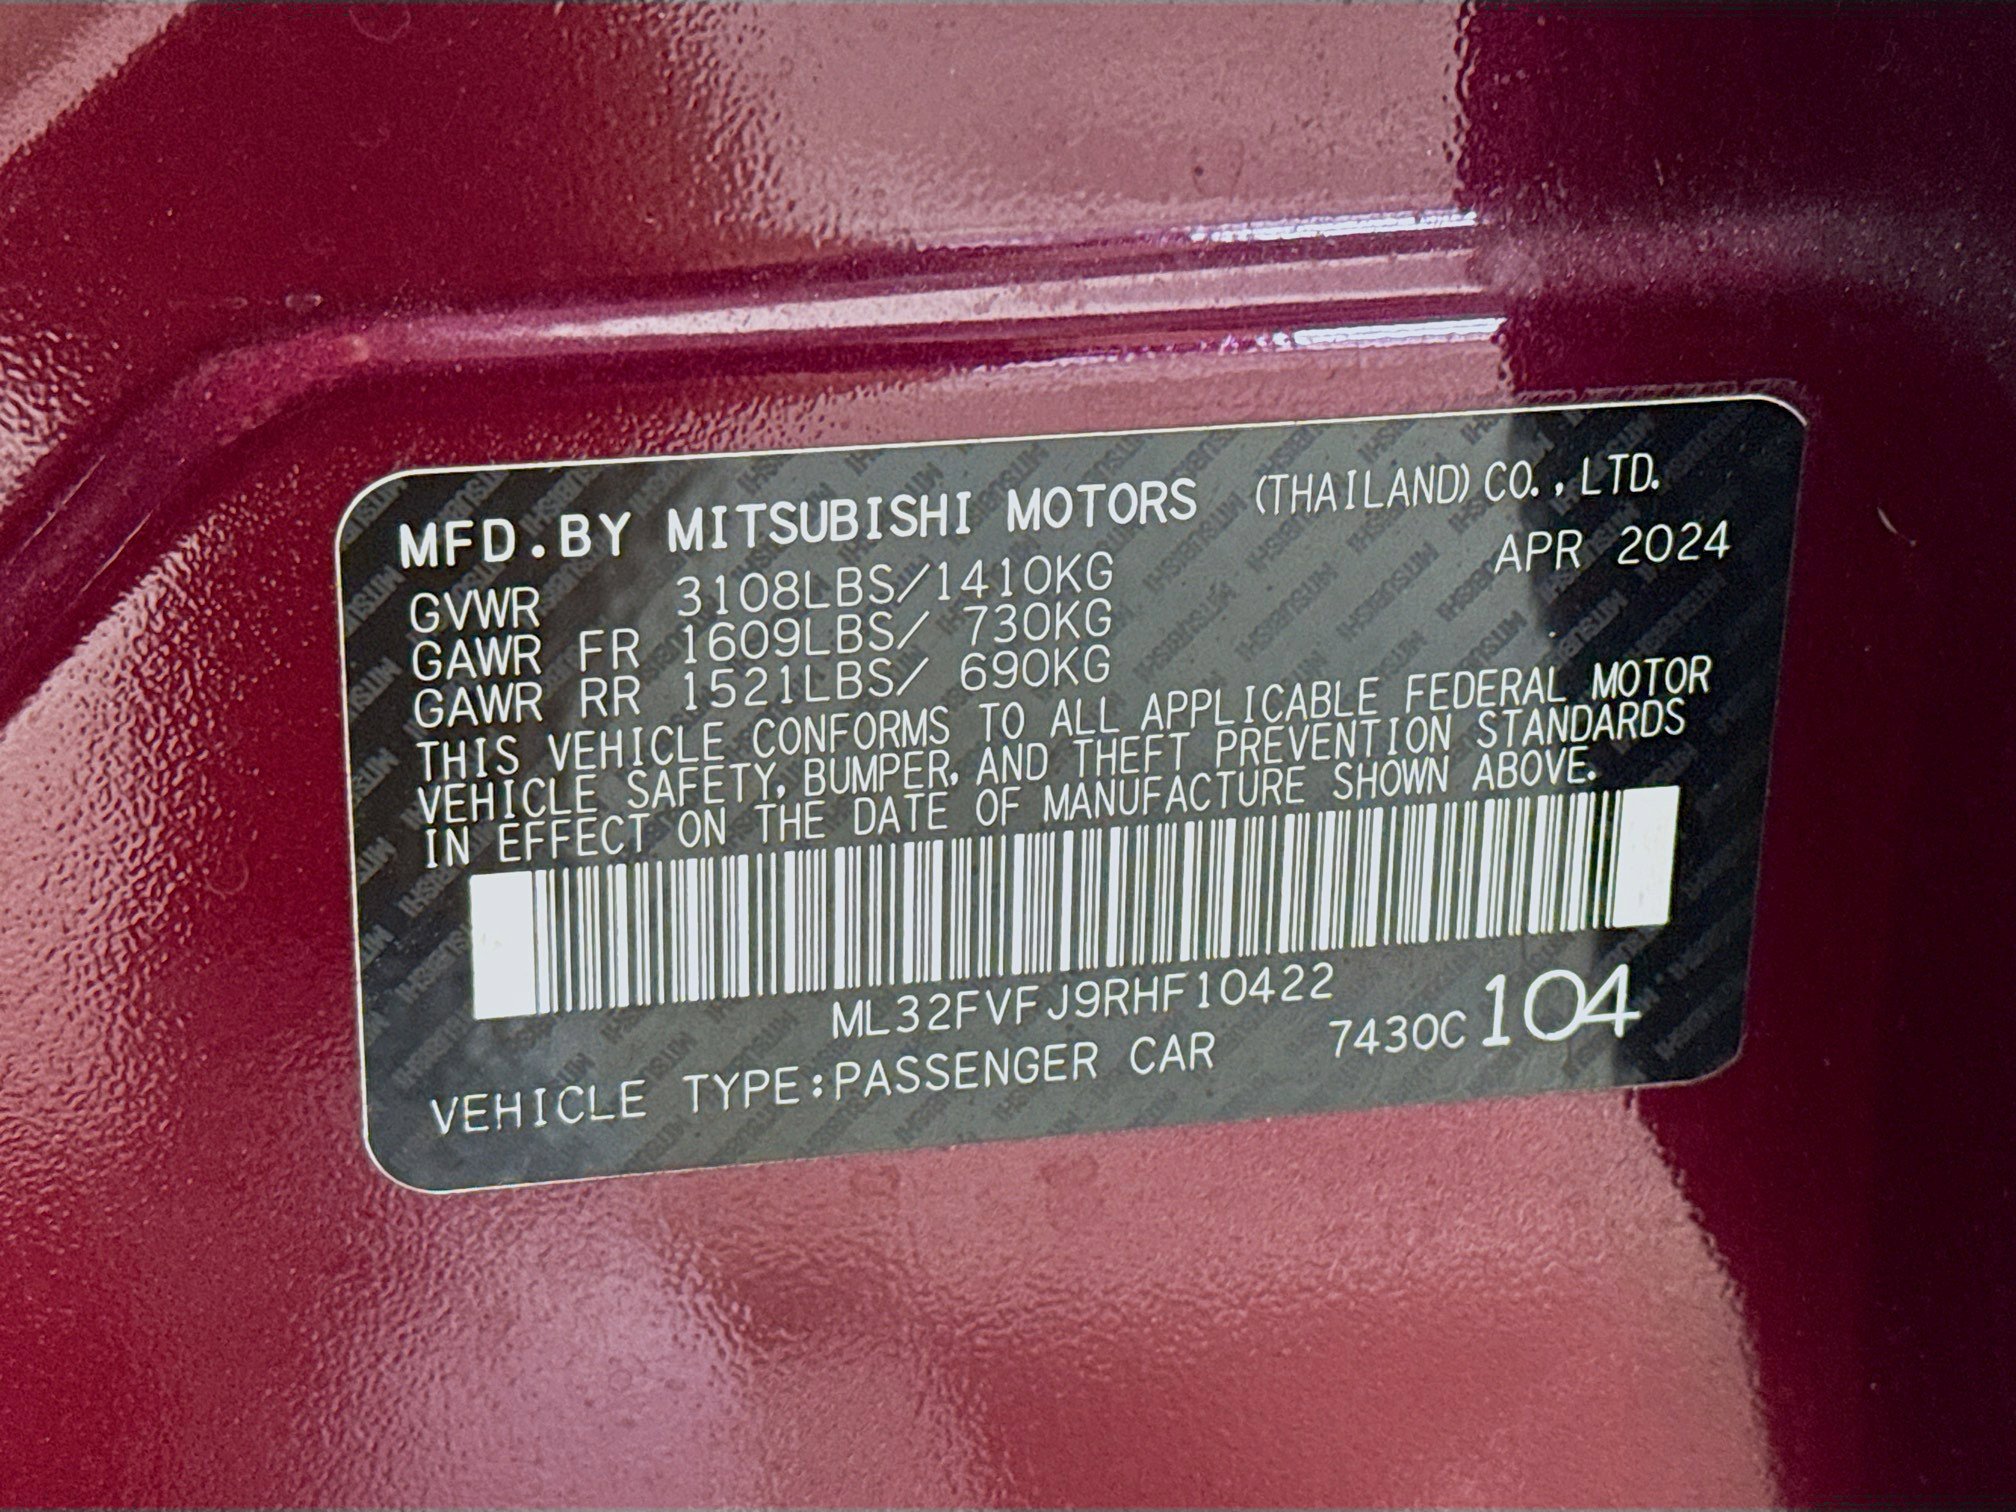 MFD.BY MITSUBISHI MOTORS (THAILAND) CO.,LTD.
APR 2024
GVWR 3108LBS/1410KG
GAWR FR 1609LBS/ 730KG
GAWR RR 1521LBS/ 690KG
THIS VEHICLE CONFORMS TO ALL APPLICABLE FEDERAL MOTOR
VEHICLE SAFETY, BUMPER, AND THEFT PREVENTION STANDARDS
IN EFFECT ON THE DATE OF MANUFACTURE SHOWN ABOVE.
ML32FVFJ9RHF10422
7430C 104
VEHICLE TYPE:PASSENGER CAR